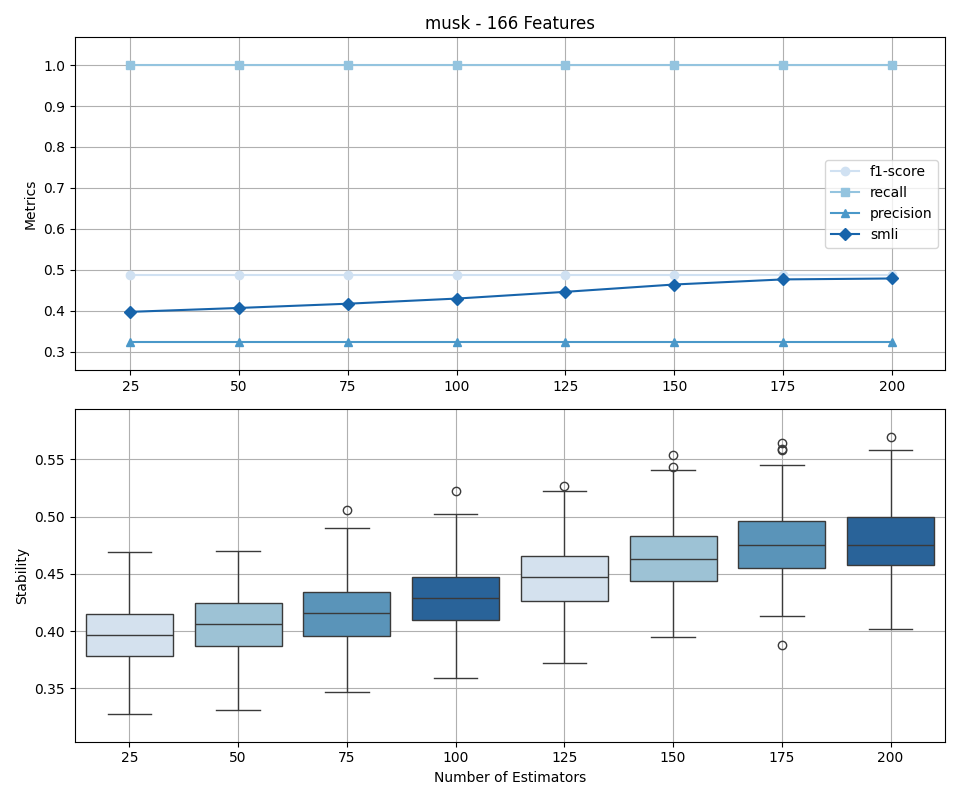 musk - 166 Features
1.0
0.9
0.8
0.7
0.6
0.5
0.4
0.3
Metrics
f1-score
recall
precision
smli
25 50 75 100 125 150 175 200
0.55
0.50
0.45
0.40
0.35
Stability
25 50 75 100 125 150 175 200
Number of Estimators